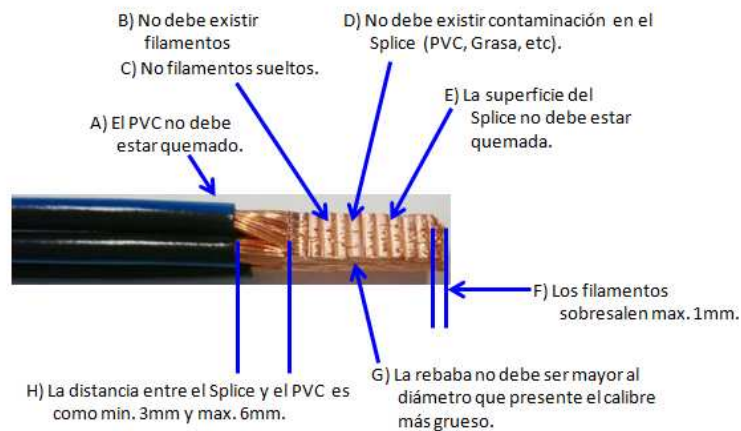 B) No debe existir
filamentos
C) No filamentos sueltos.
D) No debe existir contaminación en el
Splice (PVC, Grasa, etc).
A) El PVC no debe
estar quemado.
E) La superficie del
Splice no debe estar
quemada.
F) Los filamentos
sobresalen max. 1mm.
G) La rebaba no debe ser mayor al
diámetro que presente el calibre
más grueso.
H) La distancia entre el Splice y el PVC es
como min. 3mm y max. 6mm.